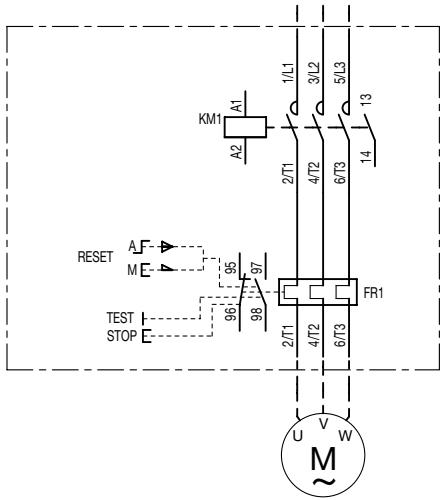 1/L1
3/L2
5/L3
13
KM1
A1
A2
14
2/T1
4/T2
6/T3
RESET
A
M
95
97
TEST
STOP
96
98
FR1
2/T1
4/T2
6/T3
U
V
W
M
~